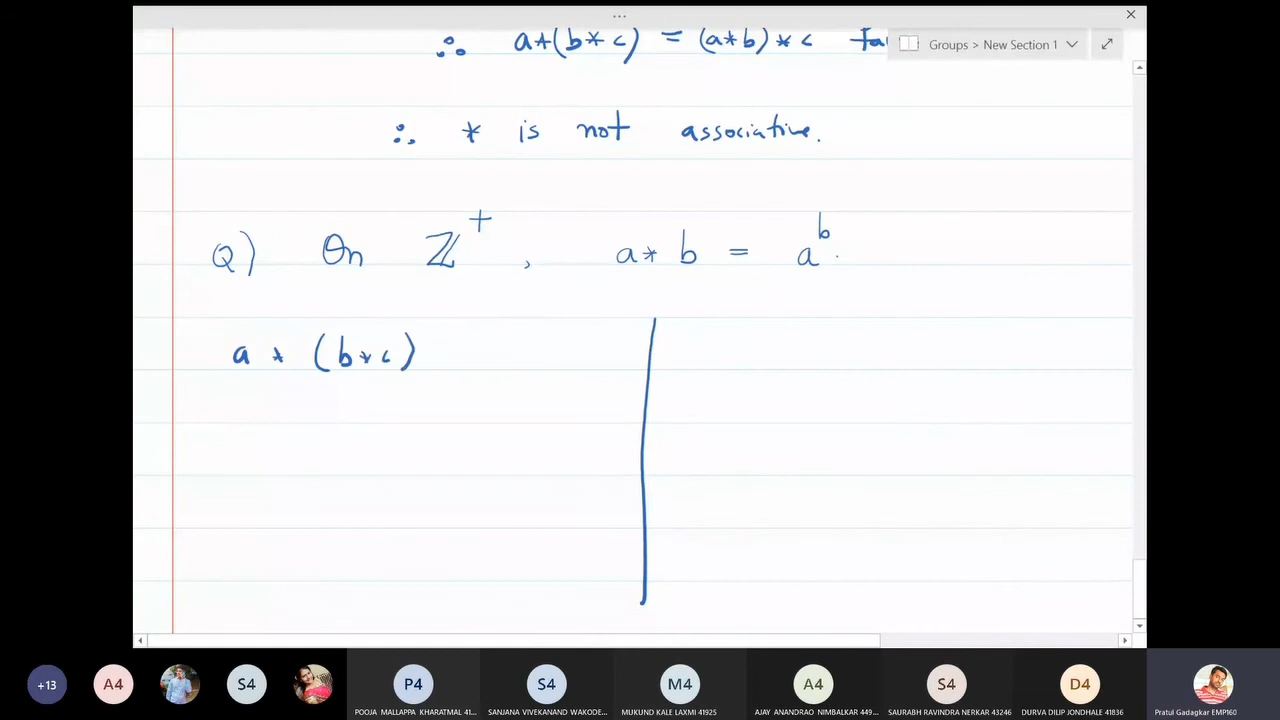 ∴ a*(b*c) = (a*b)*c
Groups > New Section 1
∴ * is not associative.
Q) On ℤ⁺, a*b = aᵇ.
a * (b*c)
+13
A4
S4
P4
S4
M4
A4
S4
D4
POOJA MALLAPPA KHARATMAL 41...
SANJANA VIVEKANAND WAKODE...
MUKUND KALE LAXMI 41925
AJAY ANANDRAO NIMBALKAR 449...
SAURABH RAVINDRA NERKAR 43246
DURVA DILIP JONDHALE 41836
Pratul Gadagkar EMP160